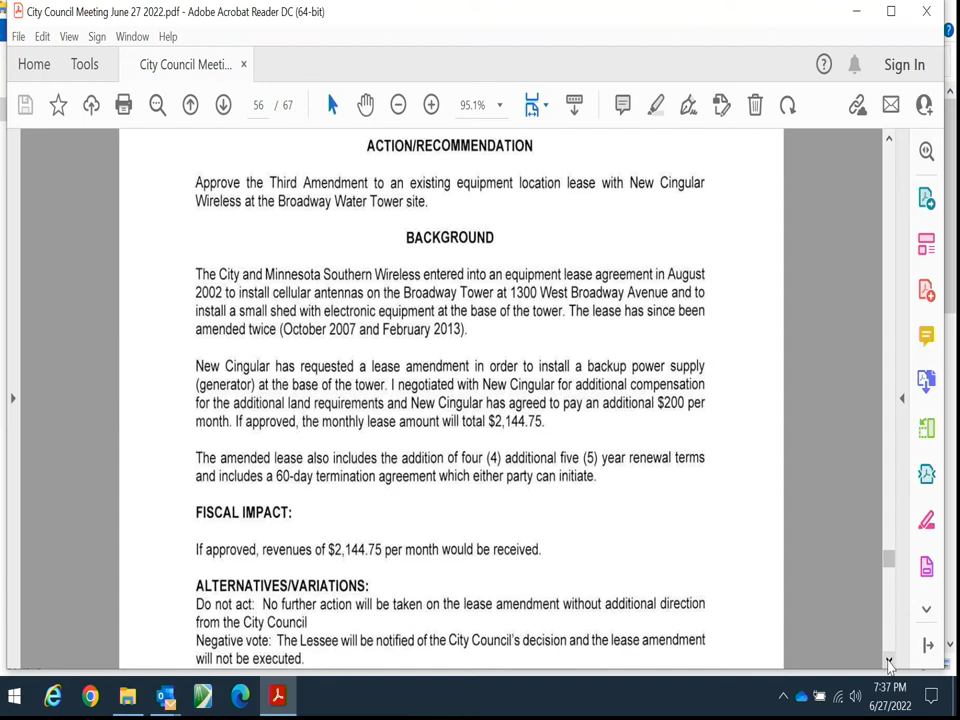 City Council Meeting June 27 2022.pdf - Adobe Acrobat Reader DC (64-bit)
File Edit View Sign Window Help
Home Tools City Council Meeti... × Sign In
56 / 67 95.1%
ACTION/RECOMMENDATION
Approve the Third Amendment to an existing equipment location lease with New Cingular
Wireless at the Broadway Water Tower site.
BACKGROUND
The City and Minnesota Southern Wireless entered into an equipment lease agreement in August
2002 to install cellular antennas on the Broadway Tower at 1300 West Broadway Avenue and to
install a small shed with electronic equipment at the base of the tower. The lease has since been
amended twice (October 2007 and February 2013).
New Cingular has requested a lease amendment in order to install a backup power supply
(generator) at the base of the tower. I negotiated with New Cingular for additional compensation
for the additional land requirements and New Cingular has agreed to pay an additional $200 per
month. If approved, the monthly lease amount will total $2,144.75.
The amended lease also includes the addition of four (4) additional five (5) year renewal terms
and includes a 60-day termination agreement which either party can initiate.
FISCAL IMPACT:
If approved, revenues of $2,144.75 per month would be received.
ALTERNATIVES/VARIATIONS:
Do not act: No further action will be taken on the lease amendment without additional direction
from the City Council
Negative vote: The Lessee will be notified of the City Council's decision and the lease amendment
will not be executed.
7:37 PM
6/27/2022